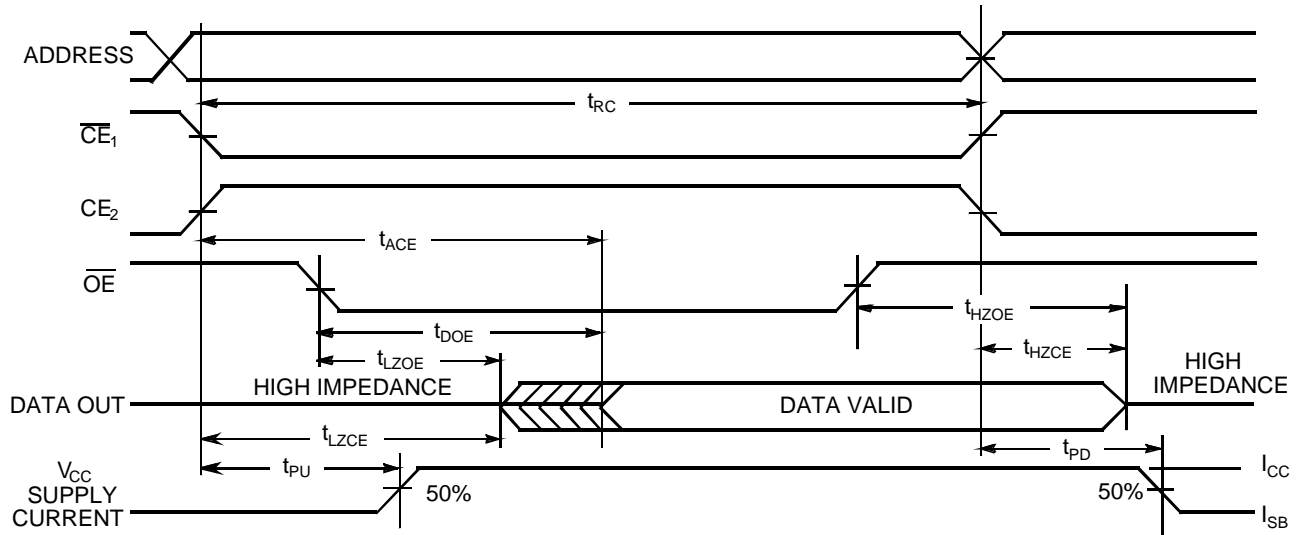 ADDRESS
tRC
CE1
CE2
tACE
OE
tHZOE
tDOE
tLZOE
tHZCE
HIGH IMPEDANCE
HIGH
IMPEDANCE
DATA OUT
DATA VALID
tLZCE
tPU
tPD
VCC
SUPPLY
CURRENT
50%
50%
ICC
ISB